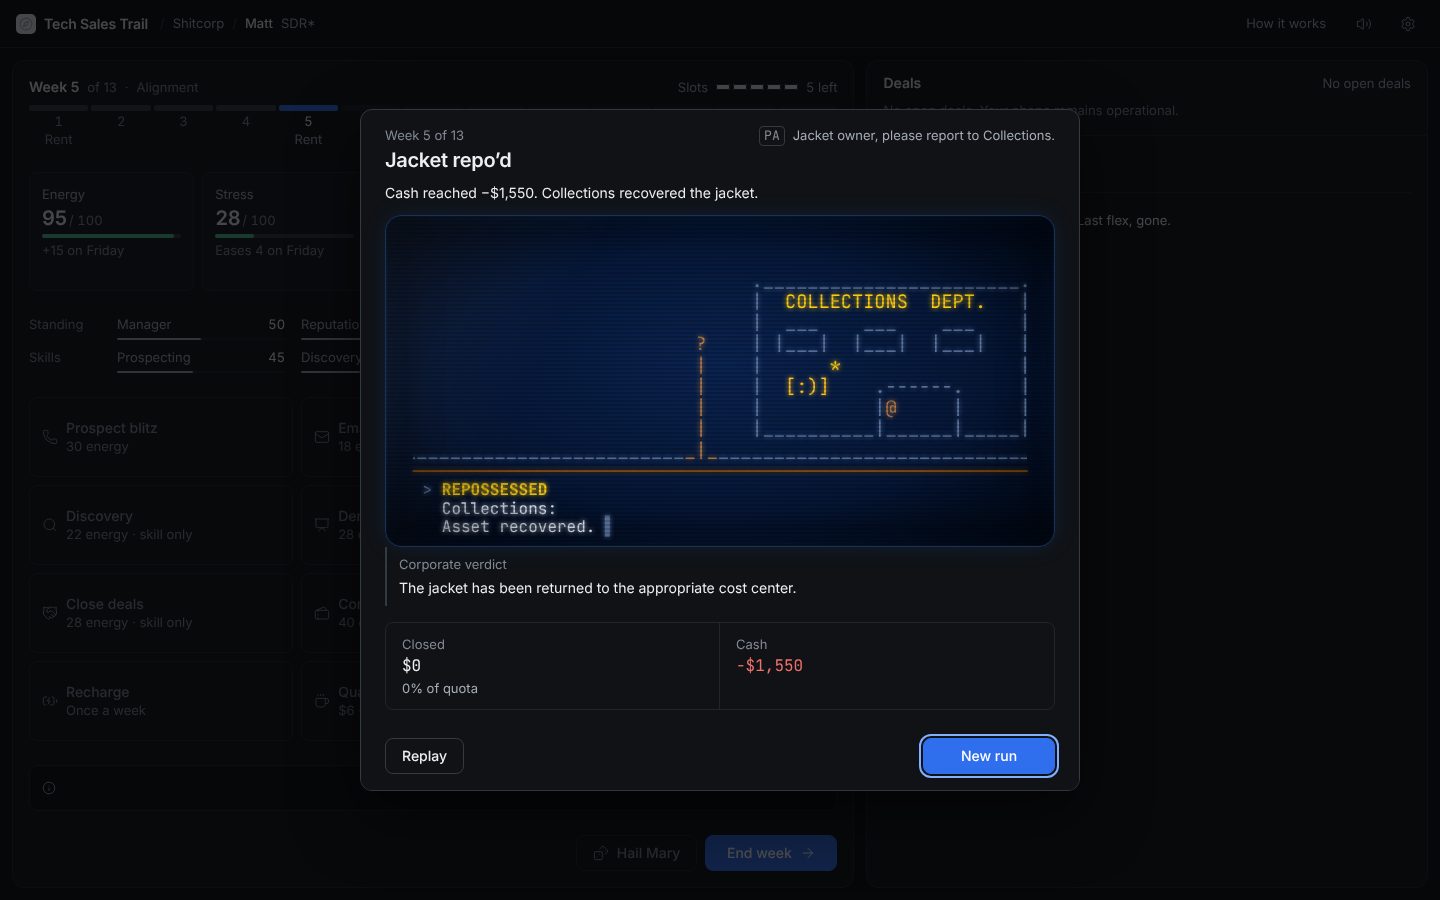 Tech Sales Trail / Shitcorp / Matt SDR*
How it works
Week 5 of 13 · Alignment
Slots 5 left
1 2 3 4 5
Rent Rent
Energy
95 / 100
+15 on Friday
Stress
28 / 100
Eases 4 on Friday
Standing Manager 50
Skills Prospecting 45 Discovery
Prospect blitz
30 energy
Discovery
22 energy · skill only
Close deals
28 energy · skill only
Recharge
Once a week
Hail Mary
End week
Deals
No open deals
Last flex, gone.
Week 5 of 13
PA Jacket owner, please report to Collections.
Jacket repo’d
Cash reached −$1,550. Collections recovered the jacket.
COLLECTIONS DEPT.
?
*
[:)]
@
> REPOSSESSED
Collections:
Asset recovered.
Corporate verdict
The jacket has been returned to the appropriate cost center.
Closed
$0
0% of quota
Cash
-$1,550
Replay
New run